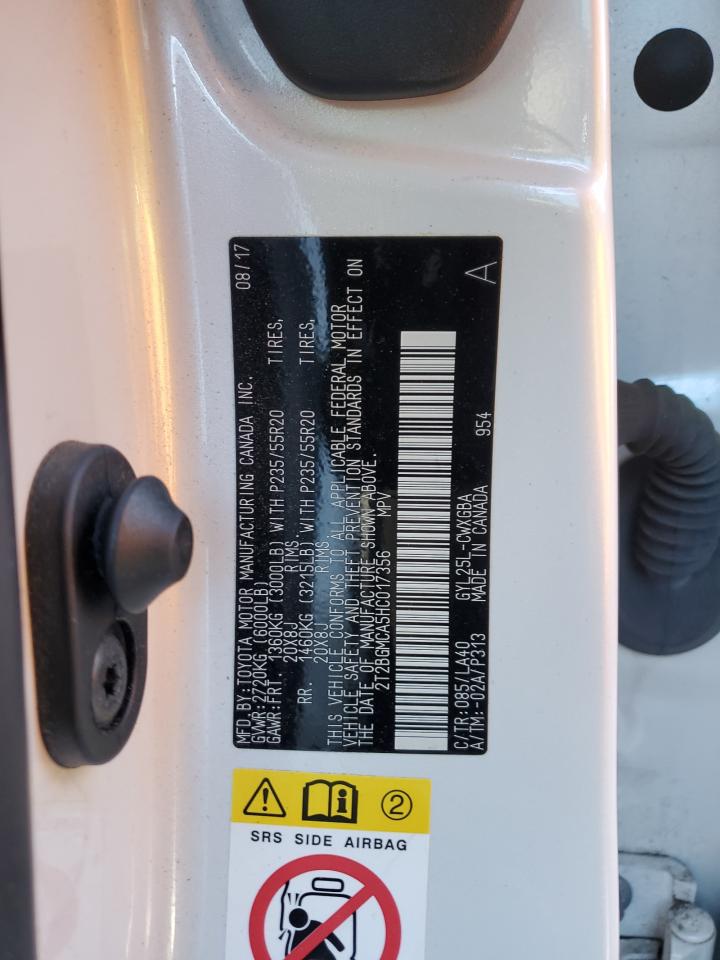 MFD.BY:TOYOTA MOTOR MANUFACTURING CANADA INC. 08/17
GVWR:2720KG(6000LB)
GAWR:FRT. 1360KG(3000LB)WITH P235/55R20 TIRES,
20X8J RIMS
RR. 1460KG(3215LB)WITH P235/55R20 TIRES,
20X8J RIMS
THIS VEHICLE CONFORMS TO ALL APPLICABLE FEDERAL MOTOR
VEHICLE SAFETY AND THEFT PREVENTION STANDARDS IN EFFECT ON
THE DATE OF MANUFACTURE SHOWN ABOVE.
2T2BGMCA5HC017356 MPV
C/TR:085/LA40 GYL25L-CWXGBA 954 A
A/TM:-02A/P313 MADE IN CANADA
2
SRS SIDE AIRBAG